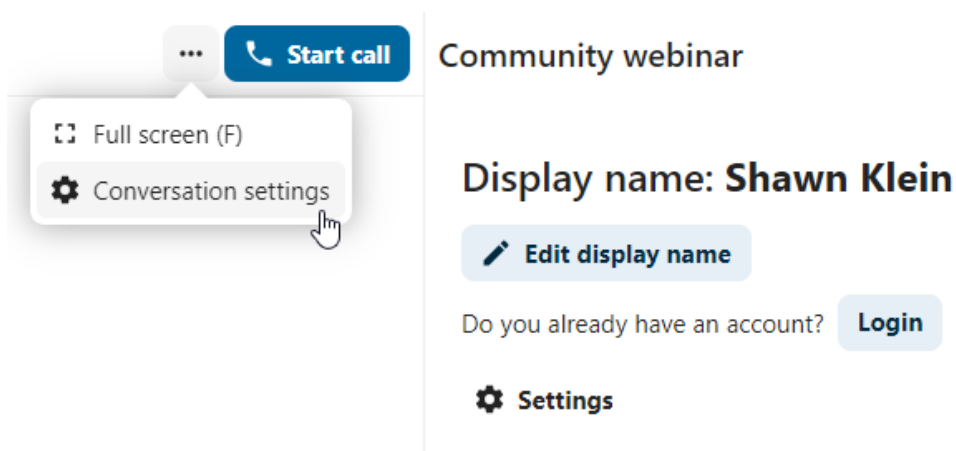 Start call
Community webinar
Full screen (F)
Conversation settings
Display name: Shawn Klein
Edit display name
Do you already have an account? Login
Settings